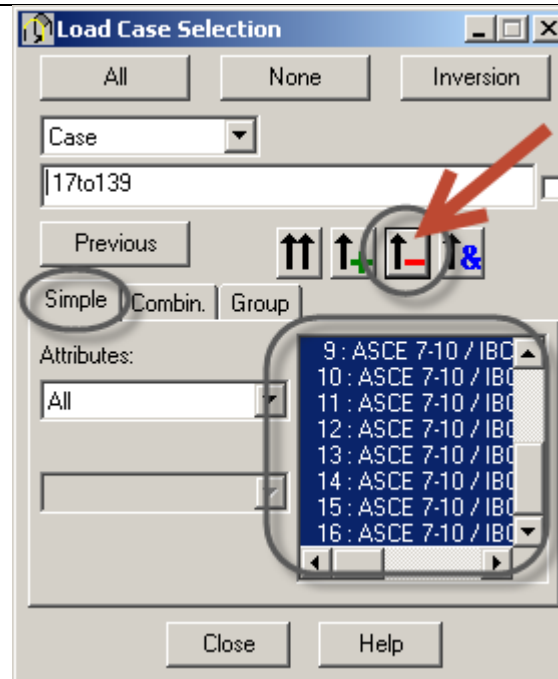 Load Case Selection
All None Inversion
Case
17to139
Previous
&
Simple Combin. Group
Attributes:
All
9 : ASCE 7-10 / IBC
10 : ASCE 7-10 / IBC
11 : ASCE 7-10 / IBC
12 : ASCE 7-10 / IBC
13 : ASCE 7-10 / IBC
14 : ASCE 7-10 / IBC
15 : ASCE 7-10 / IBC
16 : ASCE 7-10 / IBC
Close Help